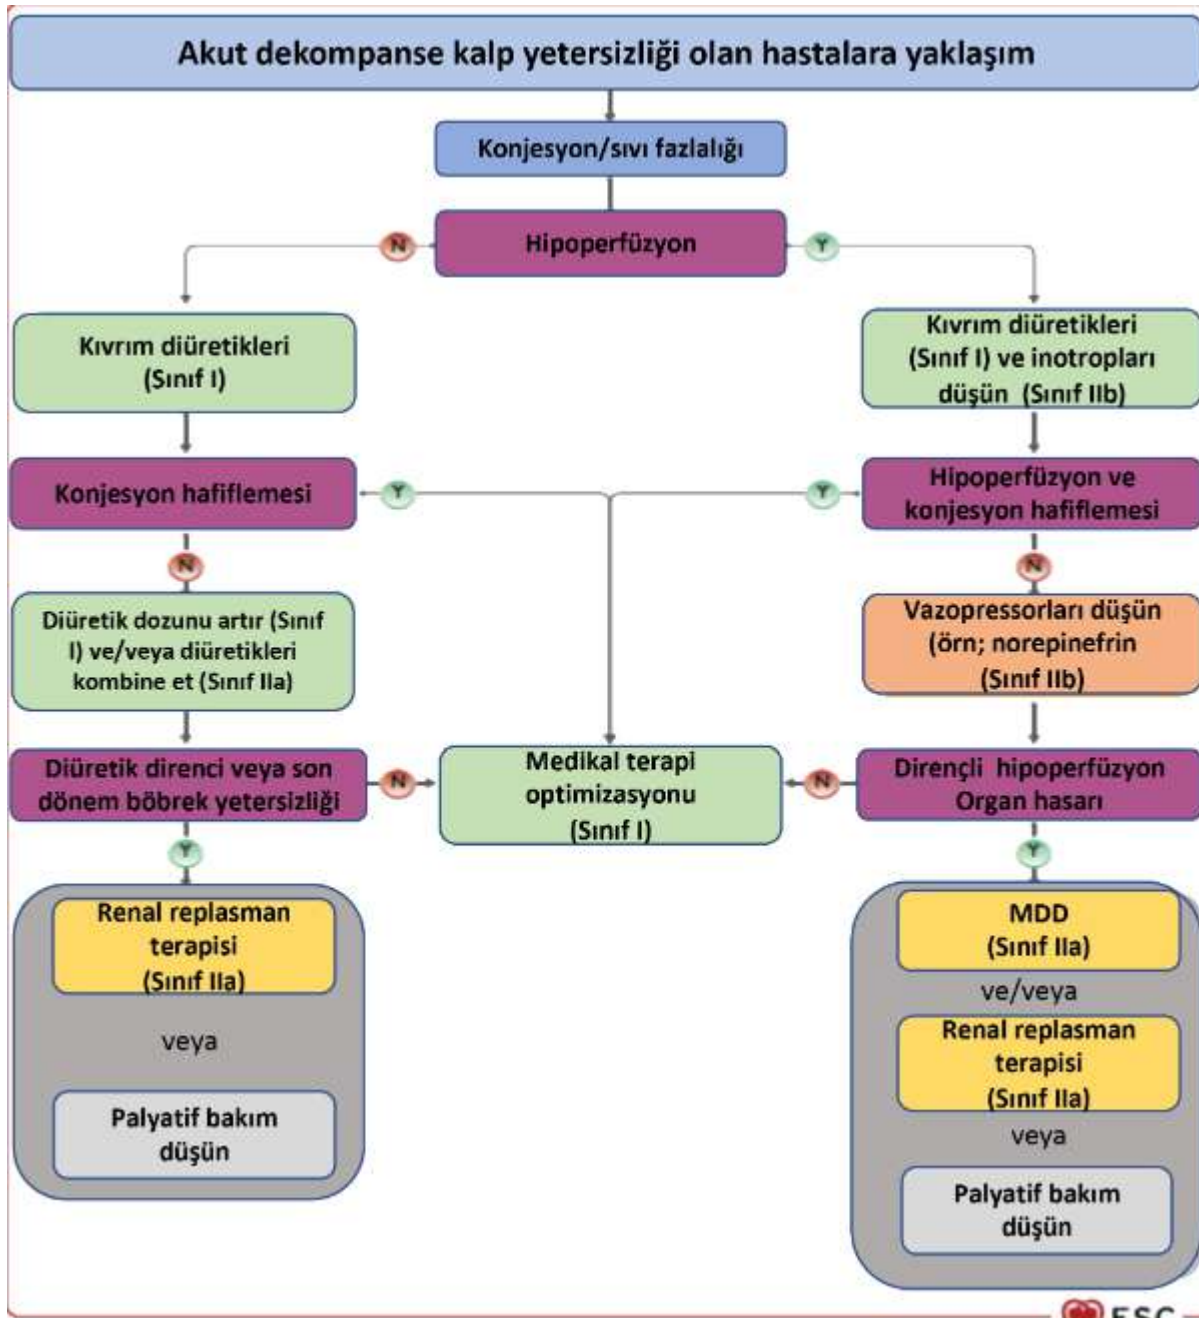 Akut dekompanse kalp yetersizliği olan hastalara yaklaşım
Konjesyon/sıvı fazlalığı
Hipoperfüzyon
N
Y
Kıvrım diüretikleri
(Sınıf I)
Kıvrım diüretikleri
(Sınıf I) ve inotropları
düşün (Sınıf IIb)
Konjesyon hafiflemesi
Y
Y
Hipoperfüzyon ve
konjesyon hafiflemesi
N
N
Diüretik dozunu artır (Sınıf
I) ve/veya diüretikleri
kombine et (Sınıf IIa)
Vazopressorları düşün
(örn; norepinefrin
(Sınıf IIb)
Diüretik direnci veya son
dönem böbrek yetersizliği
N
Medikal terapi
optimizasyonu
(Sınıf I)
N
Dirençli hipoperfüzyon
Organ hasarı
Y
Y
Renal replasman
terapisi
(Sınıf IIa)
veya
Palyatif bakım
düşün
MDD
(Sınıf IIa)
ve/veya
Renal replasman
terapisi
(Sınıf IIa)
veya
Palyatif bakım
düşün
ESC